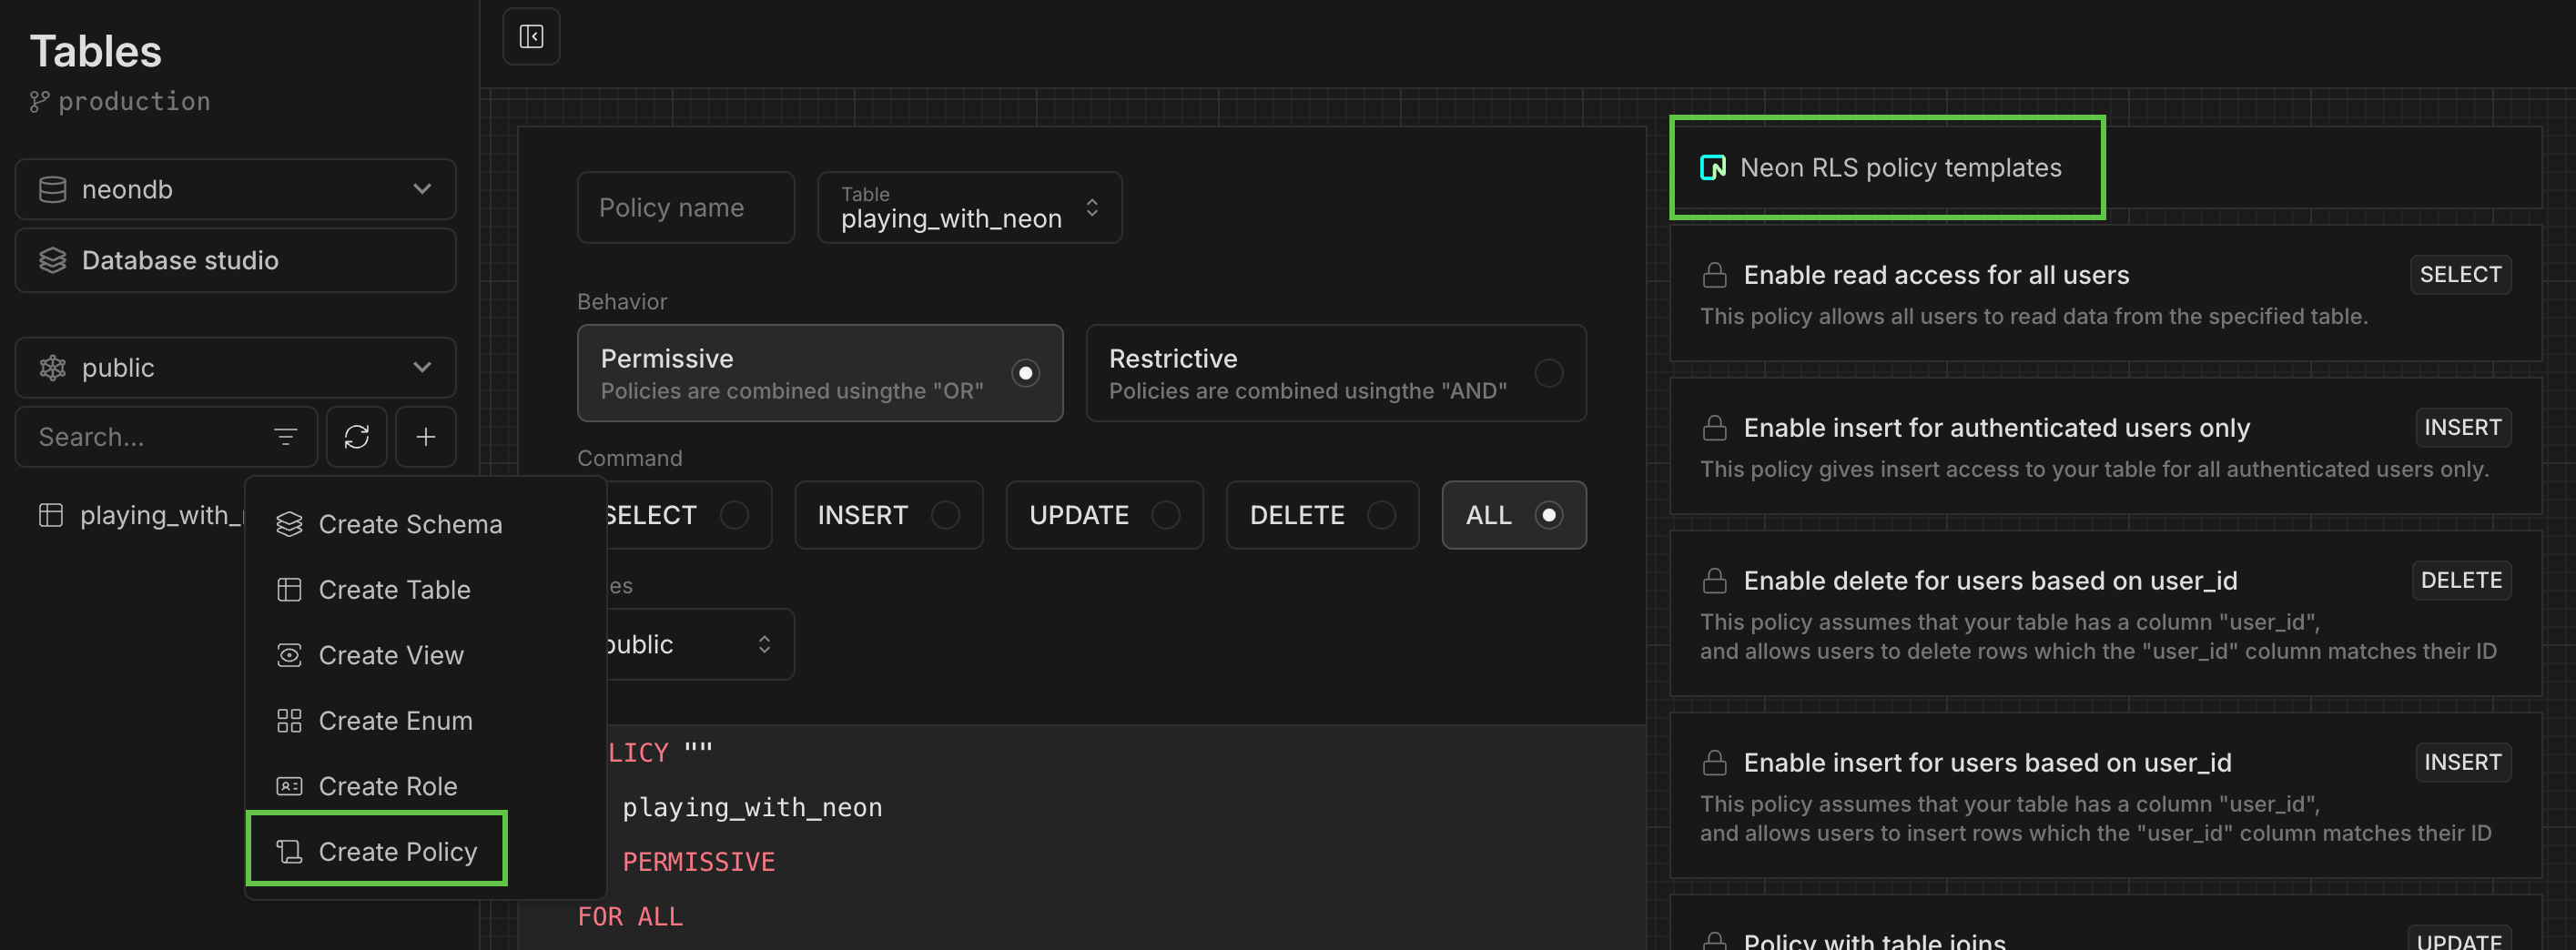 Tables
production
neondb
Database studio
public
Search...
playing_with_
Create Schema
Create Table
Create View
Create Enum
Create Role
Create Policy
Policy name
Table
playing_with_neon
Behavior
Permissive
Policies are combined usingthe "OR"
Restrictive
Policies are combined usingthe "AND"
Command
SELECT
INSERT
UPDATE
DELETE
ALL
es
public
LICY ""
playing_with_neon
PERMISSIVE
FOR ALL
Neon RLS policy templates
Enable read access for all users
SELECT
This policy allows all users to read data from the specified table.
Enable insert for authenticated users only
INSERT
This policy gives insert access to your table for all authenticated users only.
Enable delete for users based on user_id
DELETE
This policy assumes that your table has a column "user_id",
and allows users to delete rows which the "user_id" column matches their ID
Enable insert for users based on user_id
INSERT
This policy assumes that your table has a column "user_id",
and allows users to insert rows which the "user_id" column matches their ID
Policy with table joins
UPDATE